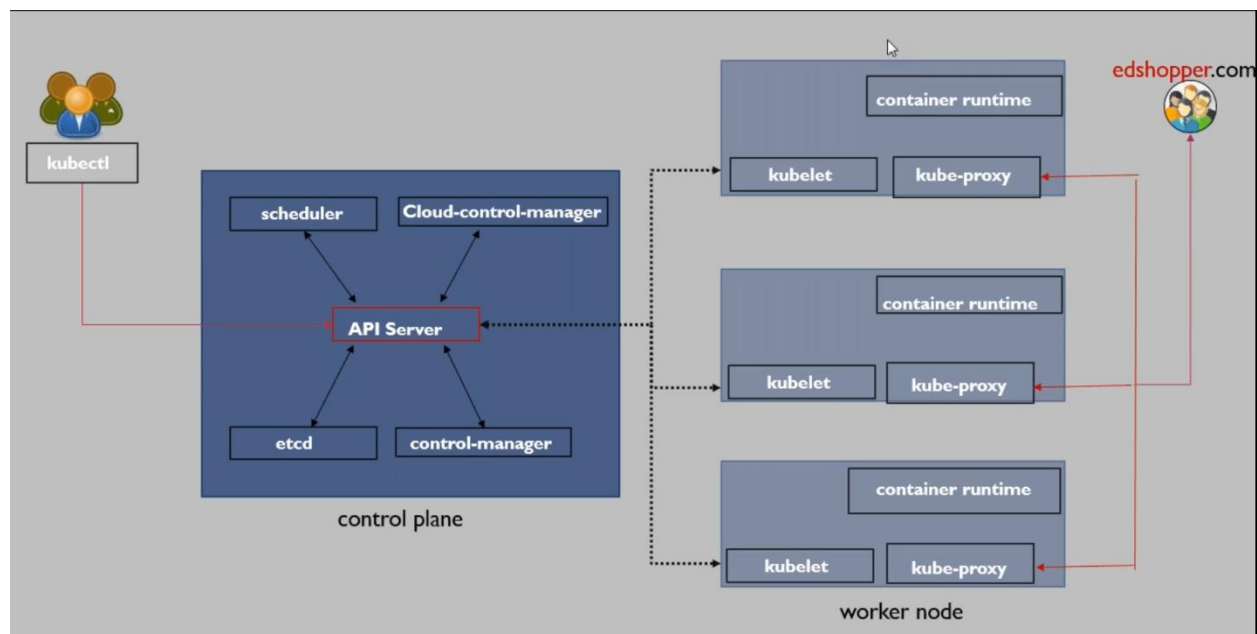 edshopper.com
kubectl
scheduler
Cloud-control-manager
API Server
etcd
control-manager
control plane
container runtime
kubelet
kube-proxy
container runtime
kubelet
kube-proxy
container runtime
kubelet
kube-proxy
worker node